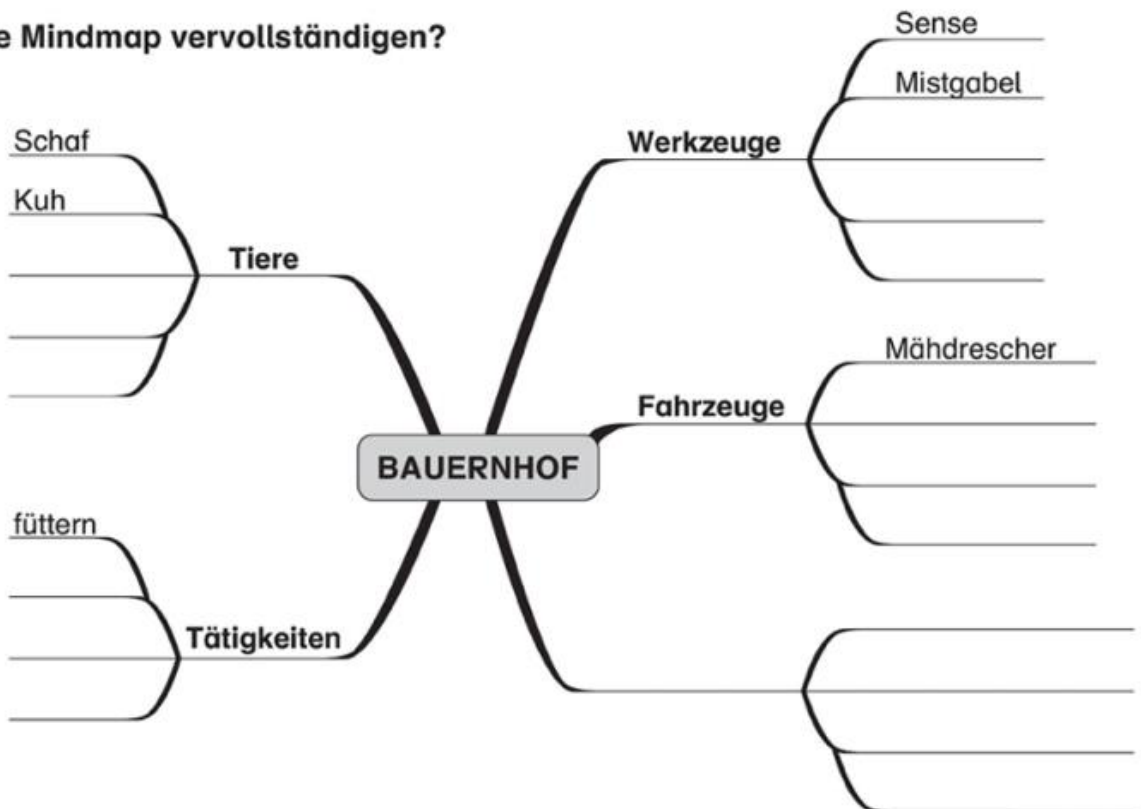 e Mindmap vervollständigen?
Sense
Mistgabel
Werkzeuge
Schaf
Kuh
Tiere
Mähdrescher
Fahrzeuge
BAUERNHOF
füttern
Tätigkeiten